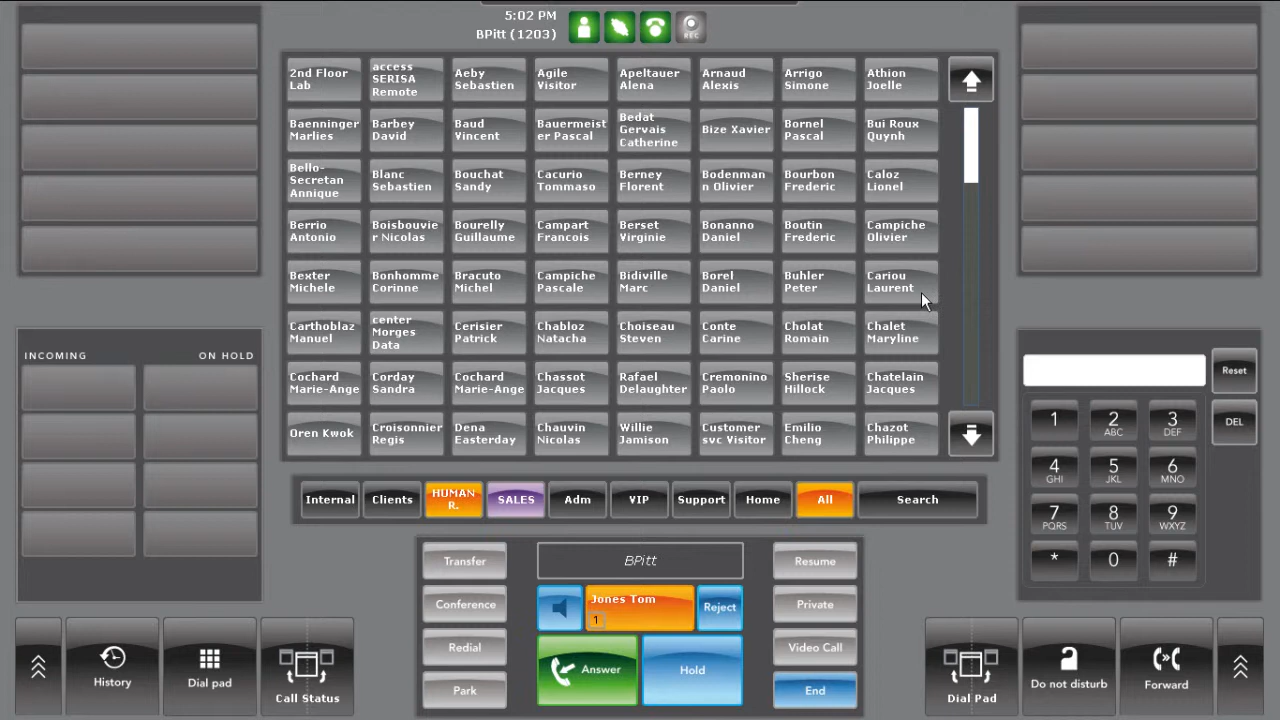 5:02 PM
BPitt (1203)
REC
2nd Floor
Lab
access
SERISA
Remote
Aeby
Sebastien
Agile
Visitor
Apeltauer
Alena
Arnaud
Alexis
Arrigo
Simone
Athion
Joelle
Baenninger
Marlies
Barbey
David
Baud
Vincent
Bauermeist
er Pascal
Bedat
Gervais
Catherine
Bize Xavier
Bornel
Pascal
Bui Roux
Quynh
Bello-
Secretan
Annique
Blanc
Sebastien
Bouchat
Sandy
Cacurio
Tommaso
Berney
Florent
Bodenman
n Olivier
Bourbon
Frederic
Caloz
Lionel
Berrio
Antonio
Boisbouvie
r Nicolas
Bourelly
Guillaume
Campart
Francois
Berset
Virginie
Bonanno
Daniel
Boutin
Frederic
Campiche
Olivier
Bexter
Michele
Bonhomme
Corinne
Bracuto
Michel
Campiche
Pascale
Bidiville
Marc
Borel
Daniel
Buhler
Peter
Cariou
Laurent
Carthoblaz
Manuel
center
Morges
Data
Cerisier
Patrick
Chabloz
Natacha
Choiseau
Steven
Conte
Carine
Cholat
Romain
Chalet
Maryline
Cochard
Marie-Ange
Corday
Sandra
Cochard
Marie-Ange
Chassot
Jacques
Rafael
Delaughter
Cremonino
Paolo
Sherise
Hillock
Chatelain
Jacques
Oren Kwok
Croisonnier
Regis
Dena
Easterday
Chauvin
Nicolas
Willie
Jamison
Customer
svc Visitor
Emilio
Cheng
Chazot
Philippe
INCOMING ON HOLD
Internal Clients HUMAN
R. SALES Adm VIP Support Home All Search
Transfer
Conference
Redial
Park
BPitt
Jones Tom
1
Reject
Answer
Hold
Resume
Private
Video Call
End
Reset
DEL
1 2 3
ABC DEF
4 5 6
GHI JKL MNO
7 8 9
PQRS TUV WXYZ
* 0 #
History
Dial pad
Call Status
Dial Pad
Do not disturb
Forward